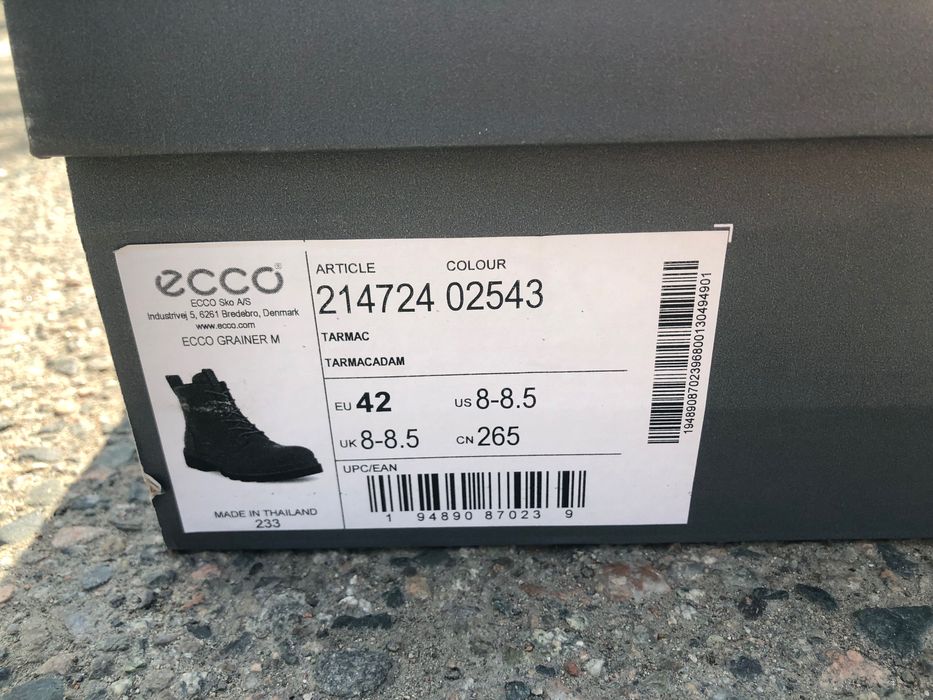 ecco®
ECCO Sko A/S
Industrivej 5, 6261 Bredebro, Denmark
www.ecco.com
ECCO GRAINER M
MADE IN THAILAND
233
ARTICLE COLOUR
214724 02543
TARMAC
TARMACADAM
EU 42 US 8-8.5
UK 8-8.5 CN 265
UPC/EAN
1 94890 87023 9
19489087023968001304949​01